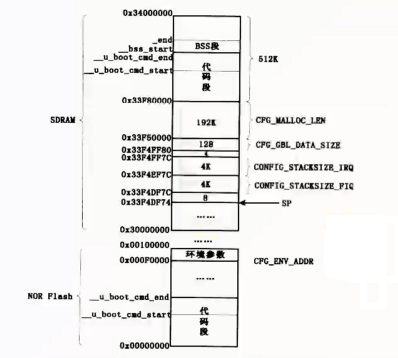 0x34000000
_end
__bss_start
BSS段
__u_boot_cmd_end
512K
__u_boot_cmd_start
代
码
段
0x33F80000
SDRAM
192K
CFG_MALLOC_LEN
0x33F50000
128
CFG_GBL_DATA_SIZE
0x33F4FF80
4
0x33F4FF7C
4K
CONFIG_STACKSIZE_IRQ
0x33F4EF7C
4K
CONFIG_STACKSIZE_FIQ
0x33F4DF7C
8
0x33F4DF74
SP
……
0x30000000
0x00100000
……
环境参数
CFG_ENV_ADDR
0x000F0000
……
NOR Flash
__u_boot_cmd_end
__u_boot_cmd_start
代
码
段
0x00000000